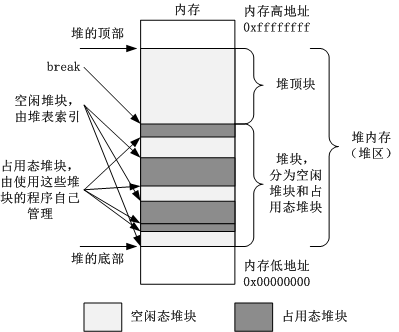 内存
内存高地址
0xffffffff
堆的顶部
break
堆顶块
空闲堆块,
由堆表索引
占用态堆块,
由使用这些堆
块的程序自己
管理
堆块,
分为空闲
堆块和占
用态堆块
堆内存
(堆区)
堆的底部
内存低地址
0x00000000
空闲态堆块
占用态堆块